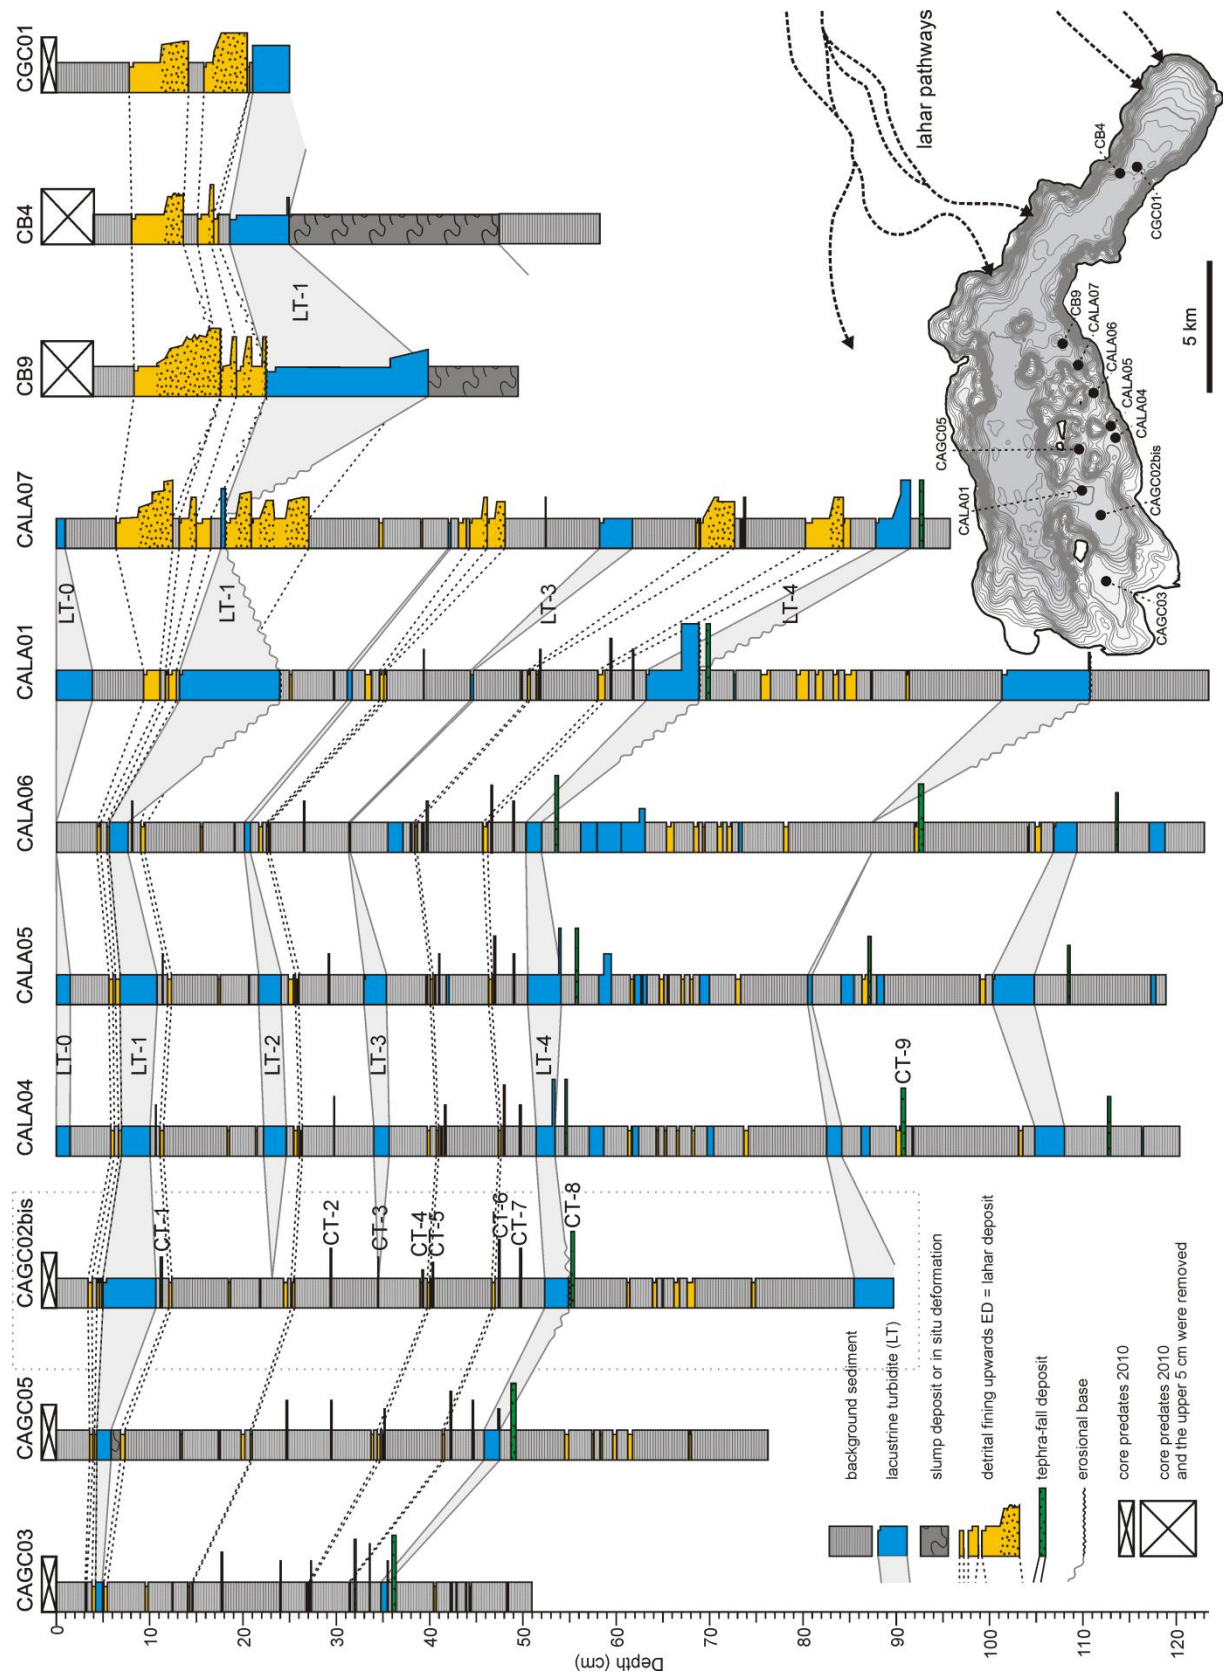 CAGC03
CAGC05
CAGC02bis
CALA04
CALA05
CALA06
CALA01
CALA07
CB9
CB4
CGC01
Depth (cm)
0
10
20
30
40
50
60
70
80
90
100
110
120
LT-0
LT-1
LT-2
LT-3
LT-4
LT-0
LT-1
LT-3
LT-4
LT-1
CT-1
CT-2
CT-3
CT-4
CT-5
CT-6
CT-7
CT-8
CT-9
background sediment
lacustrine turbidite (LT)
slump deposit or in situ deformation
detrital fining upwards ED = lahar deposit
tephra-fall deposit
erosional base
core predates 2010
core predates 2010
and the upper 5 cm were removed
lahar pathways
CAGC03
CAGC02bis
CALA01
CAGC05
CALA04
CALA05
CALA06
CALA07
CB9
CB4
CGC01
5 km